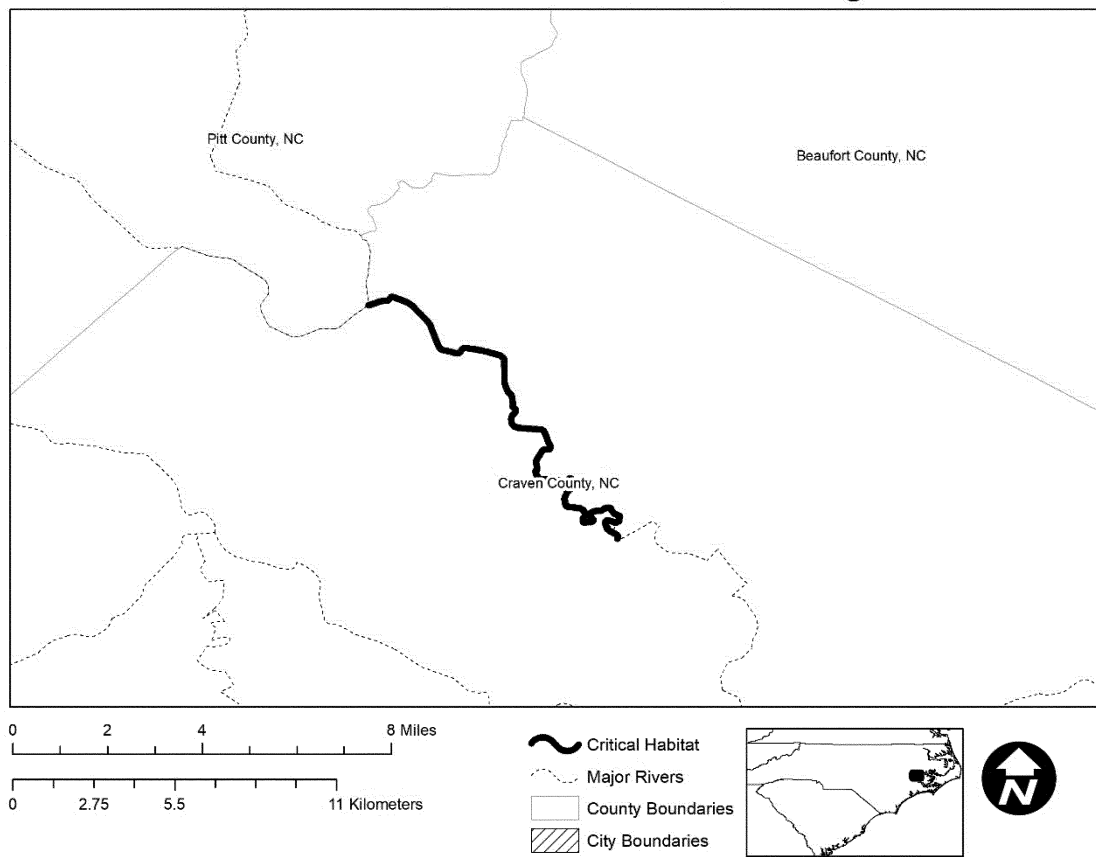 Pitt County, NC
Beaufort County, NC
Craven County, NC
0 2 4 8 Miles
0 2.75 5.5 11 Kilometers
Critical Habitat
Major Rivers
County Boundaries
City Boundaries
N